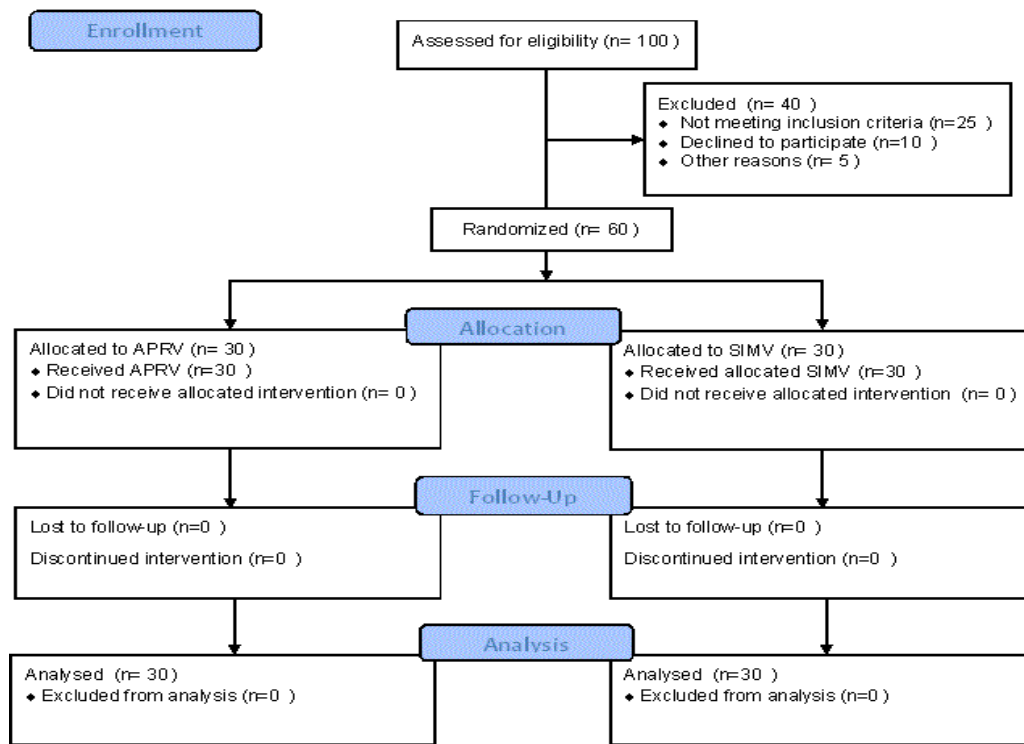 Enrollment
Assessed for eligibility (n= 100 )
Excluded (n= 40 )
◆ Not meeting inclusion criteria (n=25 )
◆ Declined to participate (n=10 )
◆ Other reasons (n= 5 )
Randomized (n= 60 )
Allocation
Allocated to APRV (n= 30 )
◆ Received APRV (n=30 )
◆ Did not receive allocated intervention (n= 0 )
Allocated to SIMV (n= 30 )
◆ Received allocated SIMV (n=30 )
◆ Did not receive allocated intervention (n= 0 )
Follow-Up
Lost to follow-up (n=0 )
Discontinued intervention (n=0 )
Lost to follow-up (n=0 )
Discontinued intervention (n=0 )
Analysis
Analysed (n= 30 )
◆ Excluded from analysis (n=0 )
Analysed (n= 30 )
◆ Excluded from analysis (n=0 )